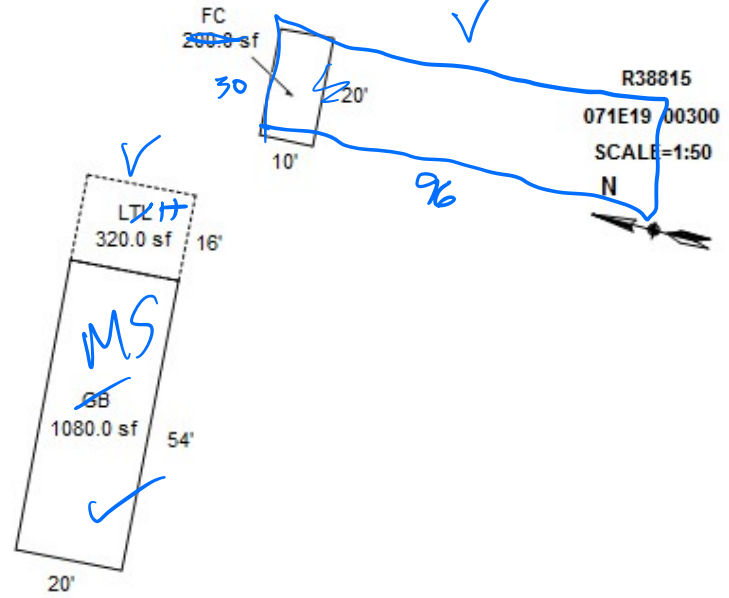 FC
200.0 sf
30
20'
10'
96
R38815
071E19 00300
SCALE=1:50
N
LTL H
320.0 sf
16'
MS
GB
1080.0 sf
54'
20'